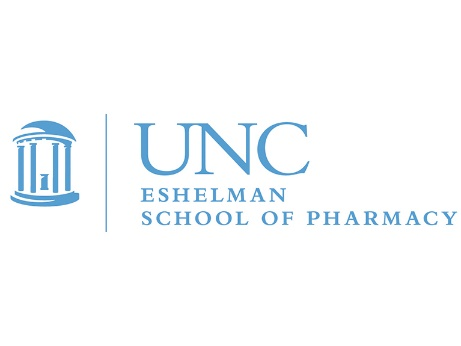 UNC
ESHELMAN
SCHOOL OF PHARMACY